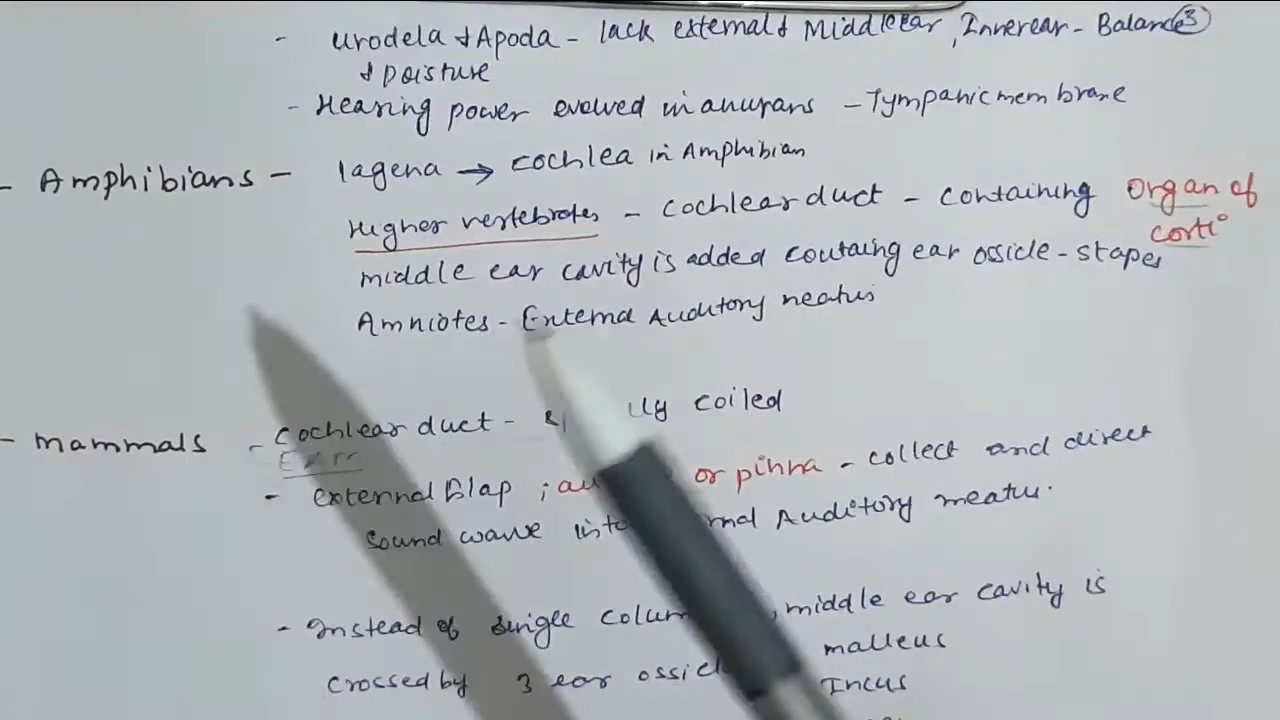 - Urodela & Apoda - lack external & Middle ear, Inner ear - Balance ③
& Poisture
- Hearing power evolved in anurans - Tympanic membrane
- Amphibians - lagena → cochlea in Amphibian
Higher vertebrates - cochlear duct - containing organ of
corti
middle ear cavity is added containg ear ossicle - stapes
Amniotes - External Auditory meatus
- mammals - Cochlear duct - coiled
- external flap ; or pinna - collect and direct
sound wave Auditory meatus.
- Instead of single , middle ear cavity is
crossed by 3 ear malleus
Incus